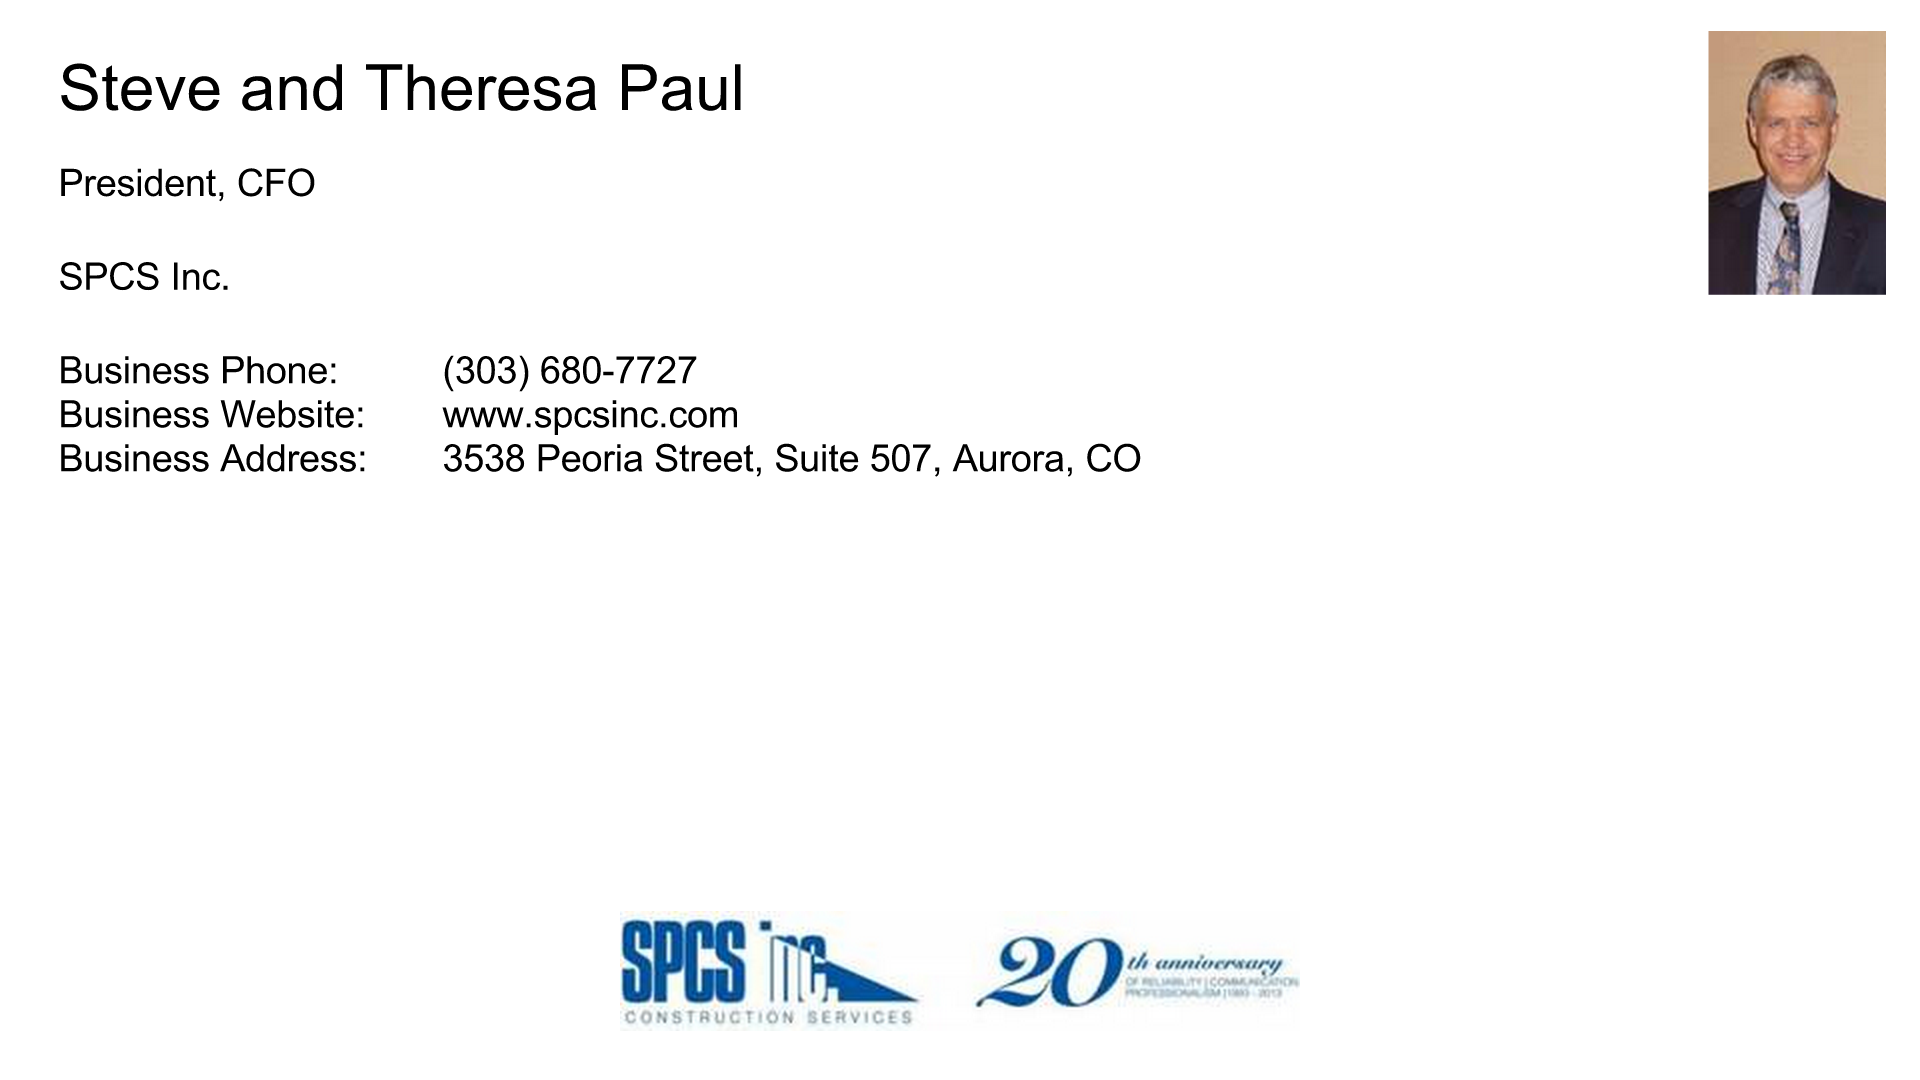 Steve and Theresa Paul
President, CFO
SPCS Inc.
Business Phone: (303) 680-7727
Business Website: www.spcsinc.com
Business Address: 3538 Peoria Street, Suite 507, Aurora, CO
SPCS inc.
CONSTRUCTION SERVICES
20th anniversary
OF RELIABILITY | COMMUNICATION
PROFESSIONALISM | 1993 - 2013